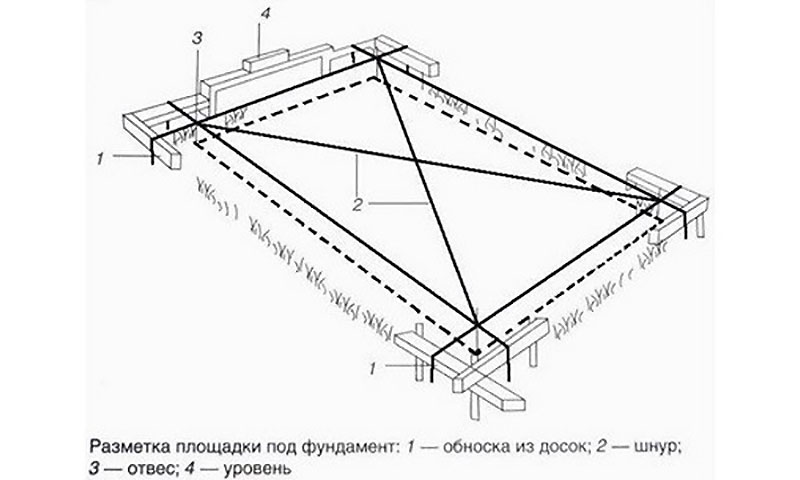 4
3
1
2
1
Разметка площадки под фундамент: 1 — обноска из досок; 2 — шнур;
3 — отвес; 4 — уровень